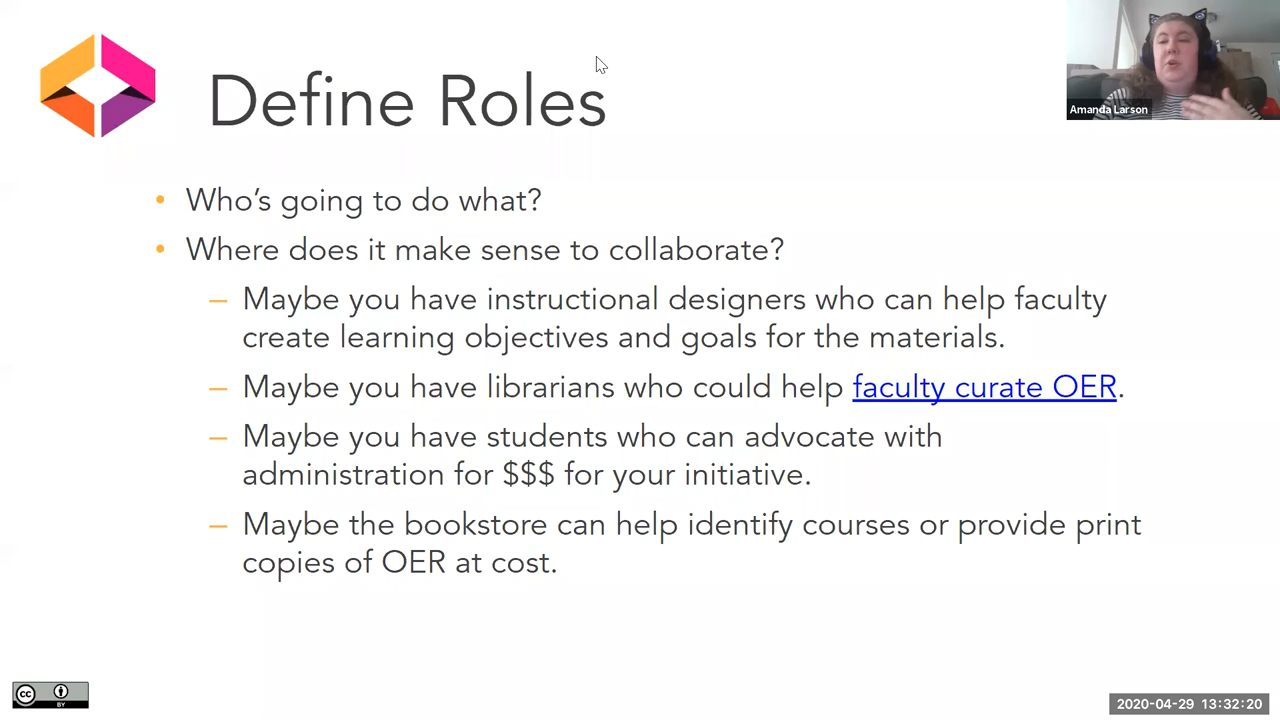 Define Roles
Amanda Larson
• Who's going to do what?
• Where does it make sense to collaborate?
– Maybe you have instructional designers who can help faculty
create learning objectives and goals for the materials.
– Maybe you have librarians who could help faculty curate OER.
– Maybe you have students who can advocate with
administration for $$$ for your initiative.
– Maybe the bookstore can help identify courses or provide print
copies of OER at cost.
cc
BY
2020-04-29 13:32:20